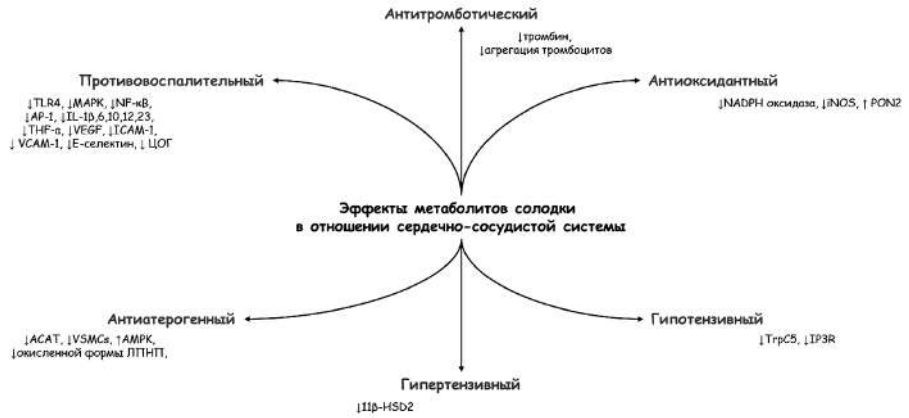 Антитромботический
↓тромбин,
↓агрегация тромбоцитов
Противовоспалительный
↓TLR4, ↓MAPK, ↓NF-κB,
↓AP-1, ↓IL-1β,6,10,12,23,
↓ТНF-α, ↓VEGF, ↓ICAM-1,
↓ VCAM-1, ↓E-селектин, ↓ ЦОГ
Антиоксидантный
↓NADPH оксидаза, ↓iNOS, ↑ PON2
Эффекты метаболитов солодки
в отношении сердечно-сосудистой системы
Антиатерогенный
↓ACAT, ↓VSMCs, ↑AMPK,
↓окисленной формы ЛПНП,
Гипотензивный
↓TrpC5, ↓IP3R
Гипертензивный
↓11β-HSD2